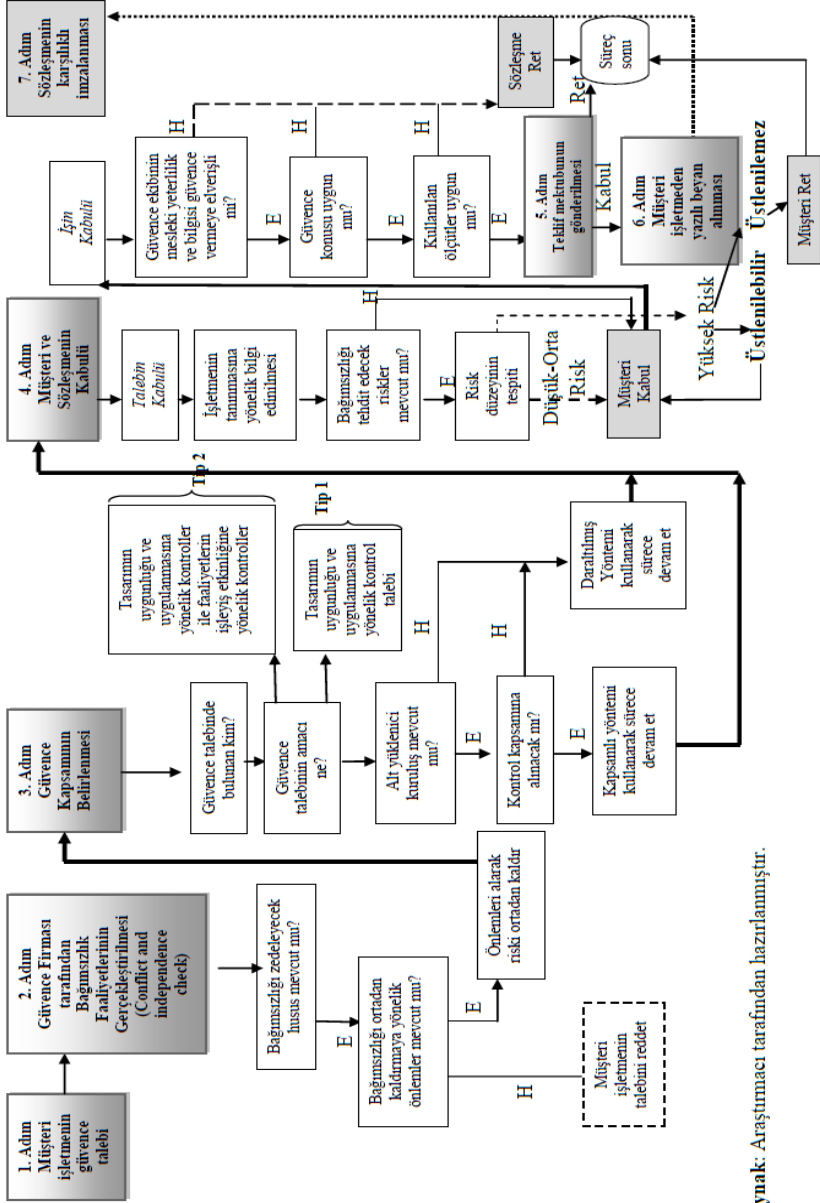 1. Adım
Müşteri
işletmenin
güvence
talebi
2. Adım
Güvence Firması
tarafından
Bağımsızlık
Faaliyetlerinin
Gerçekleştirilmesi
(Conflict and
independence
check)
Bağımsızlığı zedeleyecek
husus mevcut mu?
E
Bağımsızlığı ortadan
kaldırmaya yönelik
önlemler mevcut mu?
E
H
Önlemleri alarak
riski ortadan kaldır
Müşteri
işletmenin
talebini reddet
3. Adım
Güvence
Kapsamının
Belirlenmesi
Güvence talebinde
bulunan kim?
Güvence
talebinin amacı
ne?
Tasarımın
uygunluğu ve
uygulanmasına
yönelik kontroller
ile faaliyetlerin
işleyiş etkinliğine
yönelik kontroller
Tip 2
Tasarımın
uygunluğu ve
uygulanmasına
yönelik kontrol
talebi
Tip 1
Alt yüklenici
kuruluş mevcut
mu?
H
E
Kontrol kapsamına
alınacak mı?
H
E
Kapsamlı yöntemi
kullanarak sürece
devam et
Daraltılmış
Yöntemi
kullanarak
sürece
devam et
4. Adım
Müşteri ve
Sözleşmenin
Kabulü
Talebin
Kabulü
İşletmenin
tanınmasına
yönelik bilgi
edinilmesi
Bağımsızlığı
tehdit edecek
riskler
mevcut mu?
H
E
Risk
düzeyinin
tespiti
Düşük-Orta
Risk
Müşteri
Kabul
Yüksek Risk
Üstlenilebilir
Üstlenilemez
Müşteri Ret
İşin
Kabulü
Güvence ekibinin
mesleki yeterlilik
ve bilgisi güvence
vermeye elverişli
mi?
H
E
Güvence
konusu uygun
mu?
H
E
Kullanılan
ölçütler uygun
mu?
H
E
5. Adım
Teklif mektubunun
gönderilmesi
Ret
Kabul
6. Adım
Müşteri
işletmeden
yazılı beyan
alınması
Sözleşme
Ret
Süreç
sonu
7. Adım
Sözleşmenin
karşılıklı
imzalanması
ynak: Araştırmacı tarafından hazırlanmıştır.